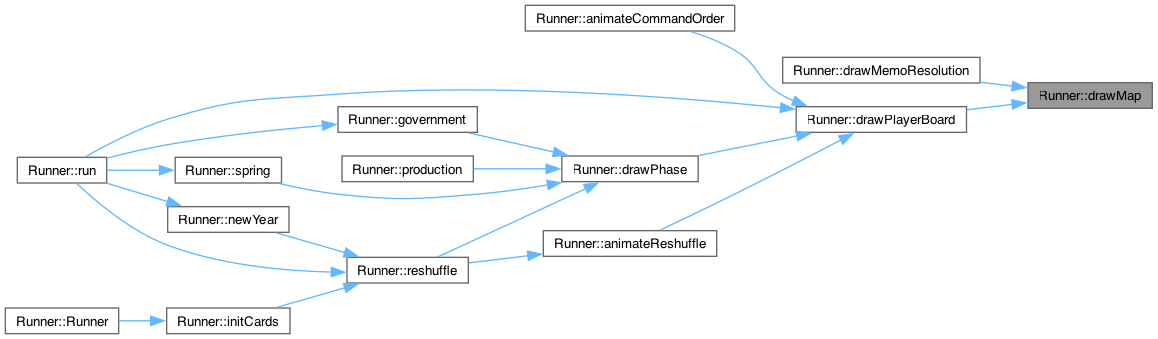 Runner::animateCommandOrder
Runner::drawMemoResolution
Runner::drawMap
Runner::government
Runner::drawPlayerBoard
Runner::run
Runner::spring
Runner::production
Runner::drawPhase
Runner::newYear
Runner::animateReshuffle
Runner::reshuffle
Runner::Runner
Runner::initCards